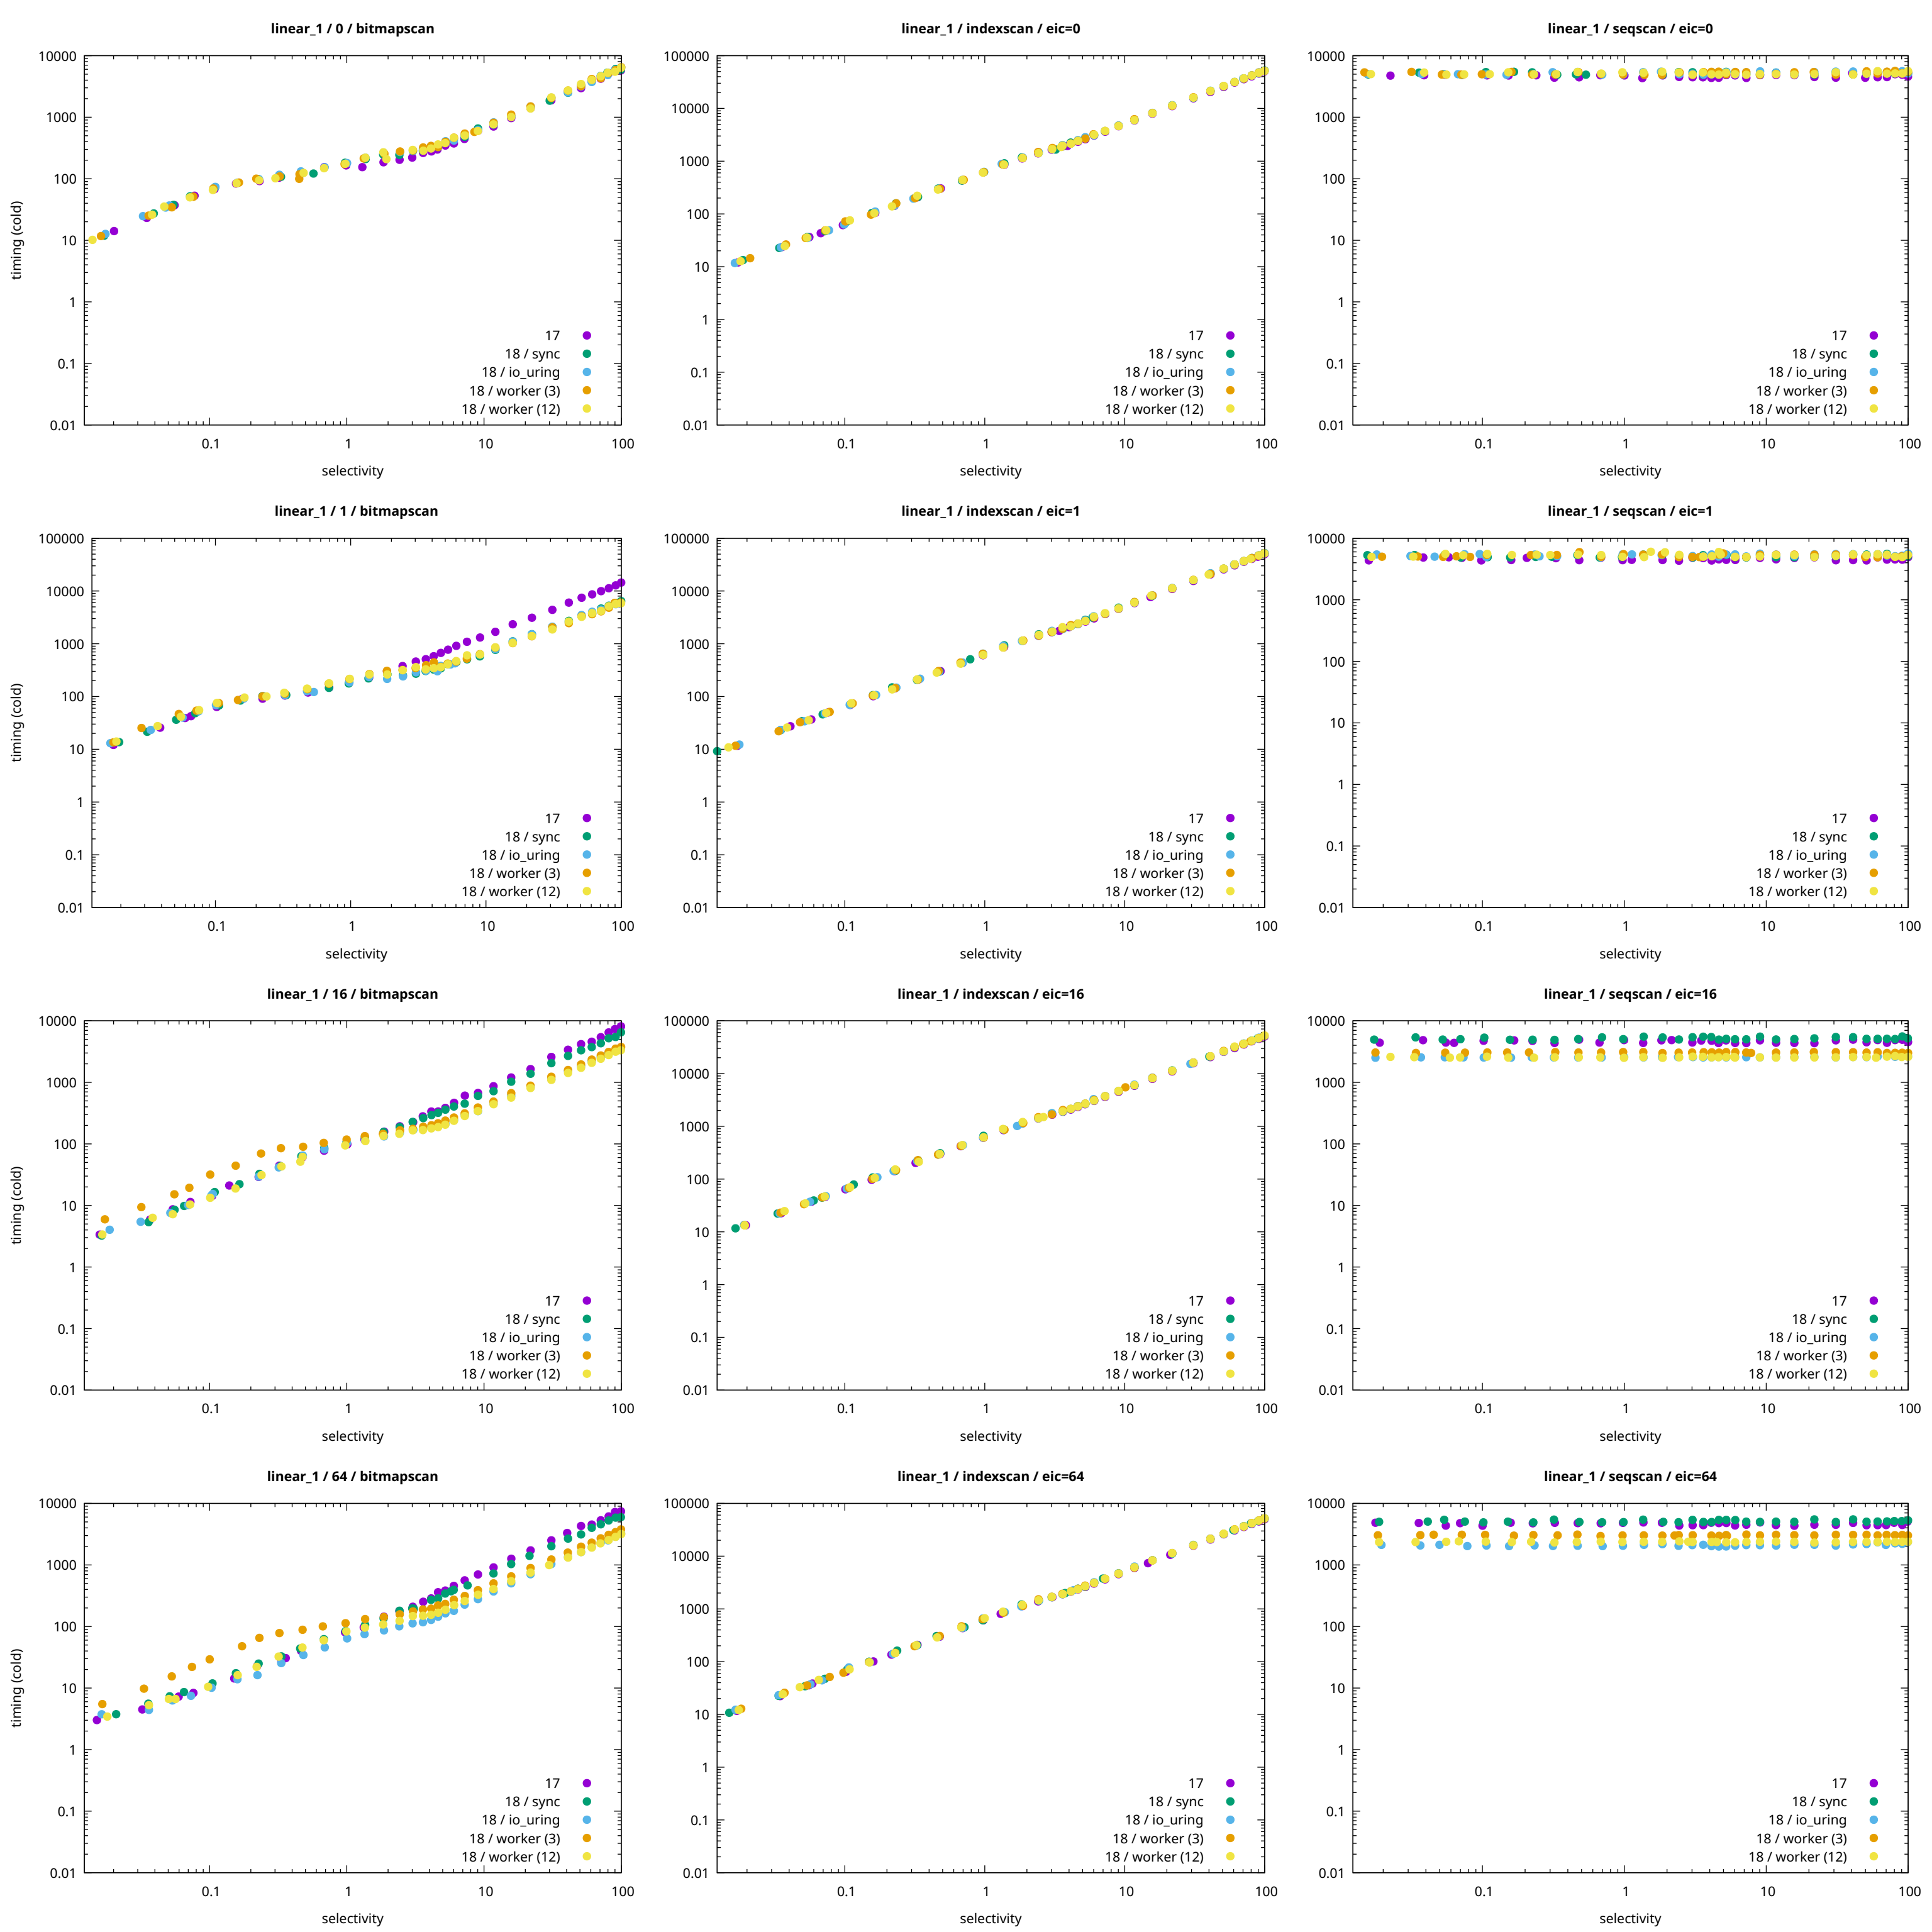 linear_1 / 0 / bitmapscan
timing (cold)
10000
1000
100
10
1
0.1
0.01
17
18 / sync
18 / io_uring
18 / worker (3)
18 / worker (12)
0.1 1 10 100
selectivity
linear_1 / indexscan / eic=0
100000
10000
1000
100
10
1
0.1
0.01
17
18 / sync
18 / io_uring
18 / worker (3)
18 / worker (12)
0.1 1 10 100
selectivity
linear_1 / seqscan / eic=0
10000
1000
100
10
1
0.1
0.01
17
18 / sync
18 / io_uring
18 / worker (3)
18 / worker (12)
0.1 1 10 100
selectivity
linear_1 / 1 / bitmapscan
timing (cold)
100000
10000
1000
100
10
1
0.1
0.01
17
18 / sync
18 / io_uring
18 / worker (3)
18 / worker (12)
0.1 1 10 100
selectivity
linear_1 / indexscan / eic=1
100000
10000
1000
100
10
1
0.1
0.01
17
18 / sync
18 / io_uring
18 / worker (3)
18 / worker (12)
0.1 1 10 100
selectivity
linear_1 / seqscan / eic=1
10000
1000
100
10
1
0.1
0.01
17
18 / sync
18 / io_uring
18 / worker (3)
18 / worker (12)
0.1 1 10 100
selectivity
linear_1 / 16 / bitmapscan
timing (cold)
10000
1000
100
10
1
0.1
0.01
17
18 / sync
18 / io_uring
18 / worker (3)
18 / worker (12)
0.1 1 10 100
selectivity
linear_1 / indexscan / eic=16
100000
10000
1000
100
10
1
0.1
0.01
17
18 / sync
18 / io_uring
18 / worker (3)
18 / worker (12)
0.1 1 10 100
selectivity
linear_1 / seqscan / eic=16
10000
1000
100
10
1
0.1
0.01
17
18 / sync
18 / io_uring
18 / worker (3)
18 / worker (12)
0.1 1 10 100
selectivity
linear_1 / 64 / bitmapscan
timing (cold)
10000
1000
100
10
1
0.1
0.01
17
18 / sync
18 / io_uring
18 / worker (3)
18 / worker (12)
0.1 1 10 100
selectivity
linear_1 / indexscan / eic=64
100000
10000
1000
100
10
1
0.1
0.01
17
18 / sync
18 / io_uring
18 / worker (3)
18 / worker (12)
0.1 1 10 100
selectivity
linear_1 / seqscan / eic=64
10000
1000
100
10
1
0.1
0.01
17
18 / sync
18 / io_uring
18 / worker (3)
18 / worker (12)
0.1 1 10 100
selectivity